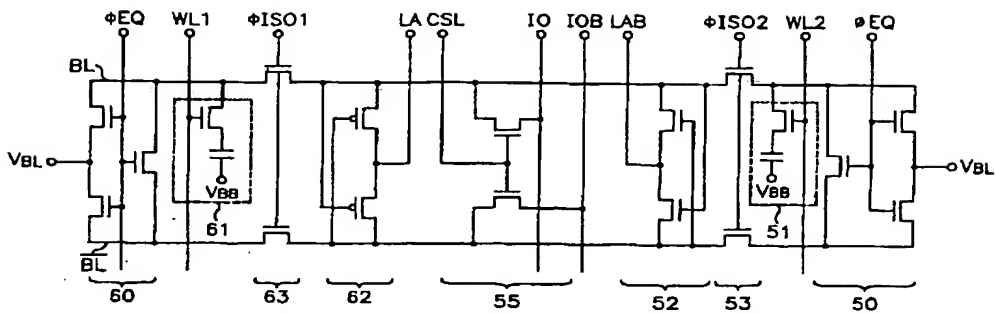 ΦEQ WL1 ΦISO1 LA CSL IO IOB LAB ΦISO2 WL2 ΦEQ
BL
VBL VBL
VBB VBB
61 51
BL
60 63 62 55 52 53 50